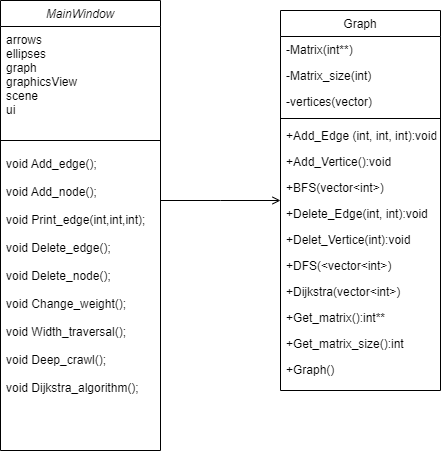 MainWindow
arrows
ellipses
graph
graphicsView
scene
ui
void Add_edge();
void Add_node();
void Print_edge(int,int,int);
void Delete_edge();
void Delete_node();
void Change_weight();
void Width_traversal();
void Deep_crawl();
void Dijkstra_algorithm();
Graph
-Matrix(int**)
-Matrix_size(int)
-vertices(vector)
+Add_Edge (int, int, int):void
+Add_Vertice():void
+BFS(vector<int>)
+Delete_Edge(int, int):void
+Delet_Vertice(int):void
+DFS(<vector<int>)
+Dijkstra(vector<int>)
+Get_matrix():int**
+Get_matrix_size():int
+Graph()